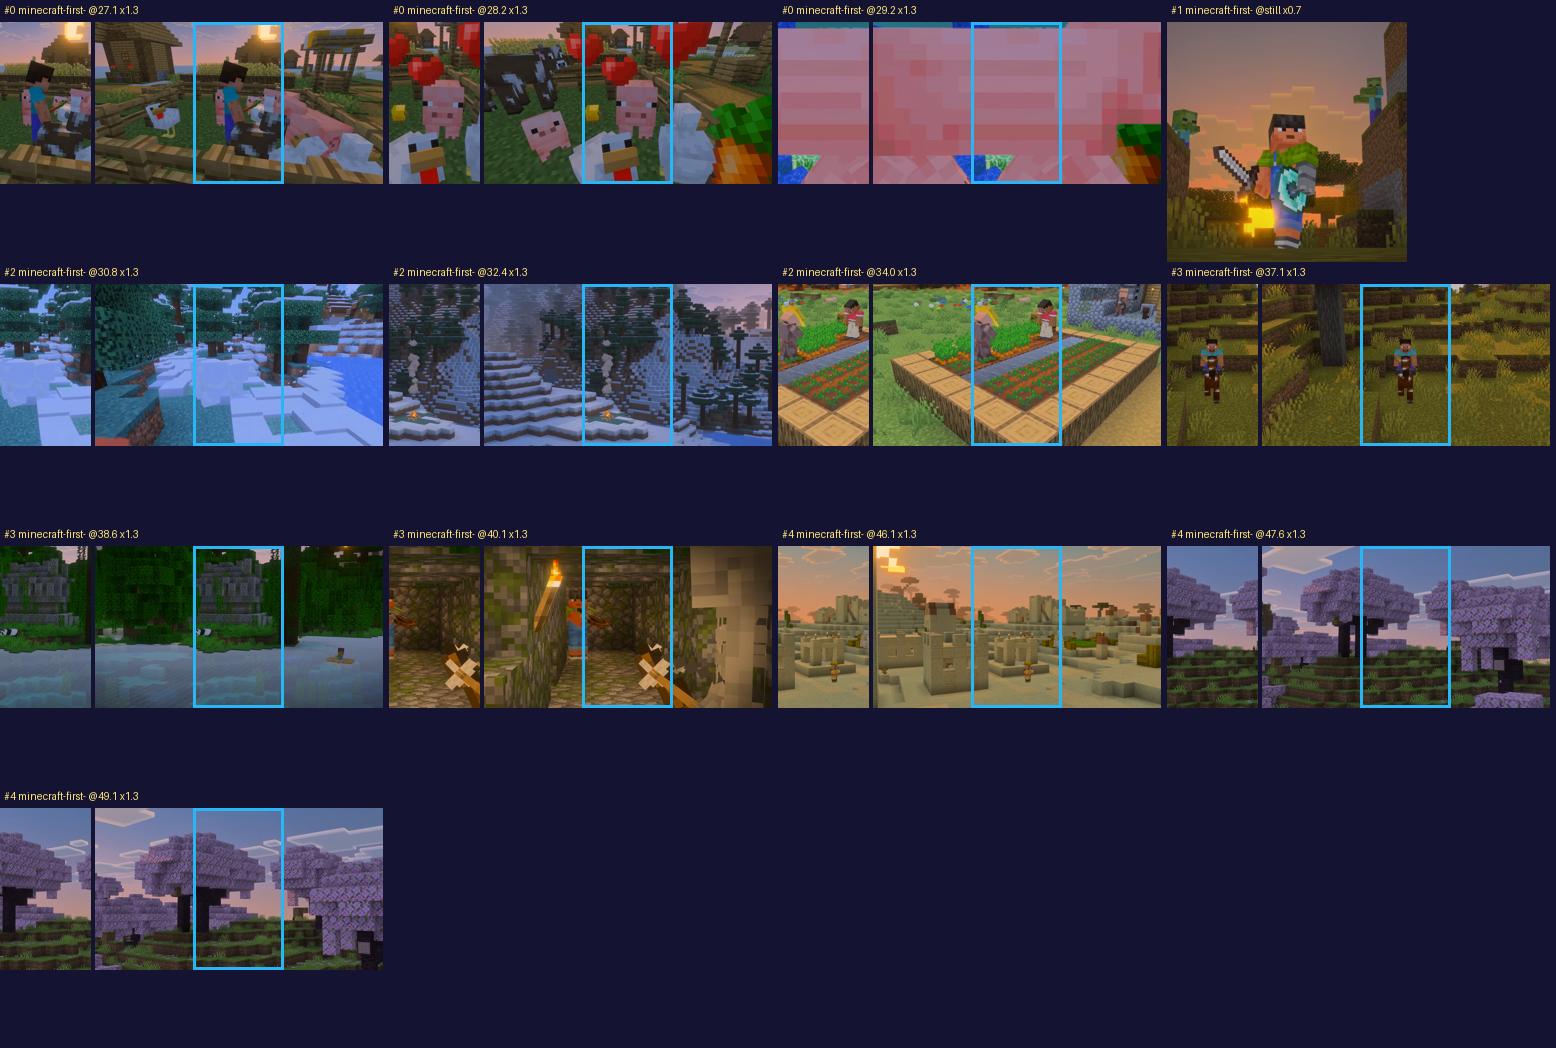 #0 minecraft-first- @27.1 x1.3
#0 minecraft-first- @28.2 x1.3
#0 minecraft-first- @29.2 x1.3
#1 minecraft-first- @still x0.7
#2 minecraft-first- @30.8 x1.3
#2 minecraft-first- @32.4 x1.3
#2 minecraft-first- @34.0 x1.3
#3 minecraft-first- @37.1 x1.3
#3 minecraft-first- @38.6 x1.3
#3 minecraft-first- @40.1 x1.3
#4 minecraft-first- @46.1 x1.3
#4 minecraft-first- @47.6 x1.3
#4 minecraft-first- @49.1 x1.3